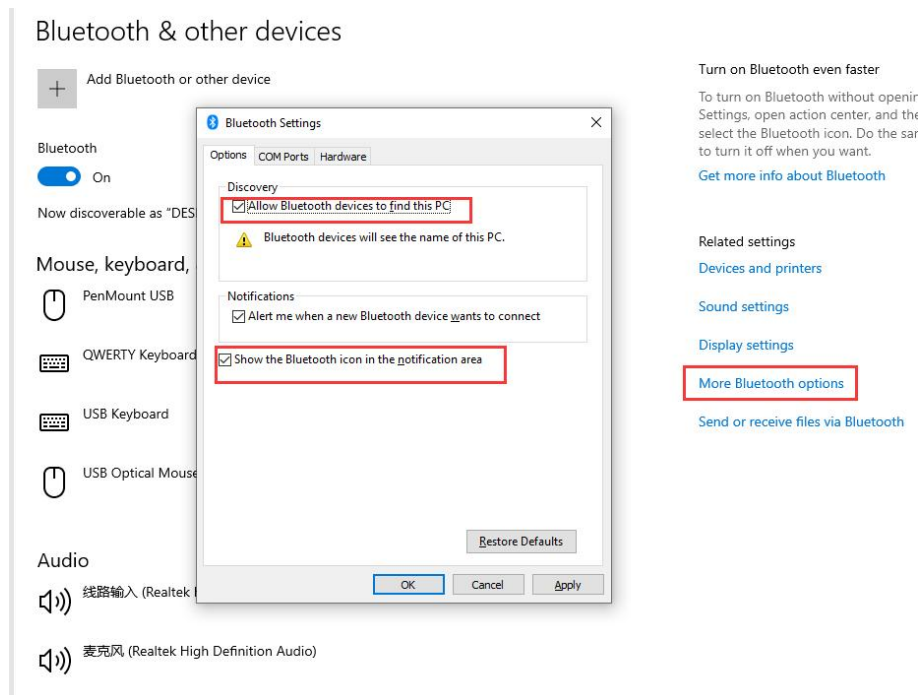 Bluetooth & other devices
Add Bluetooth or other device
Bluetooth
On
Now discoverable as "DES
Mouse, keyboard,
PenMount USB
QWERTY Keyboard
USB Keyboard
USB Optical Mouse
Audio
线路输入 (Realtek
麦克风 (Realtek High Definition Audio)
Bluetooth Settings
Options
COM Ports
Hardware
Discovery
Allow Bluetooth devices to find this PC
Bluetooth devices will see the name of this PC.
Notifications
Alert me when a new Bluetooth device wants to connect
Show the Bluetooth icon in the notification area
Restore Defaults
OK
Cancel
Apply
Turn on Bluetooth even faster
To turn on Bluetooth without
Settings, open action center, and the
select the Bluetooth icon. Do the
to turn it off when you want.
Get more info about Bluetooth
Related settings
Devices and printers
Sound settings
Display settings
More Bluetooth options
Send or receive files via Bluetooth